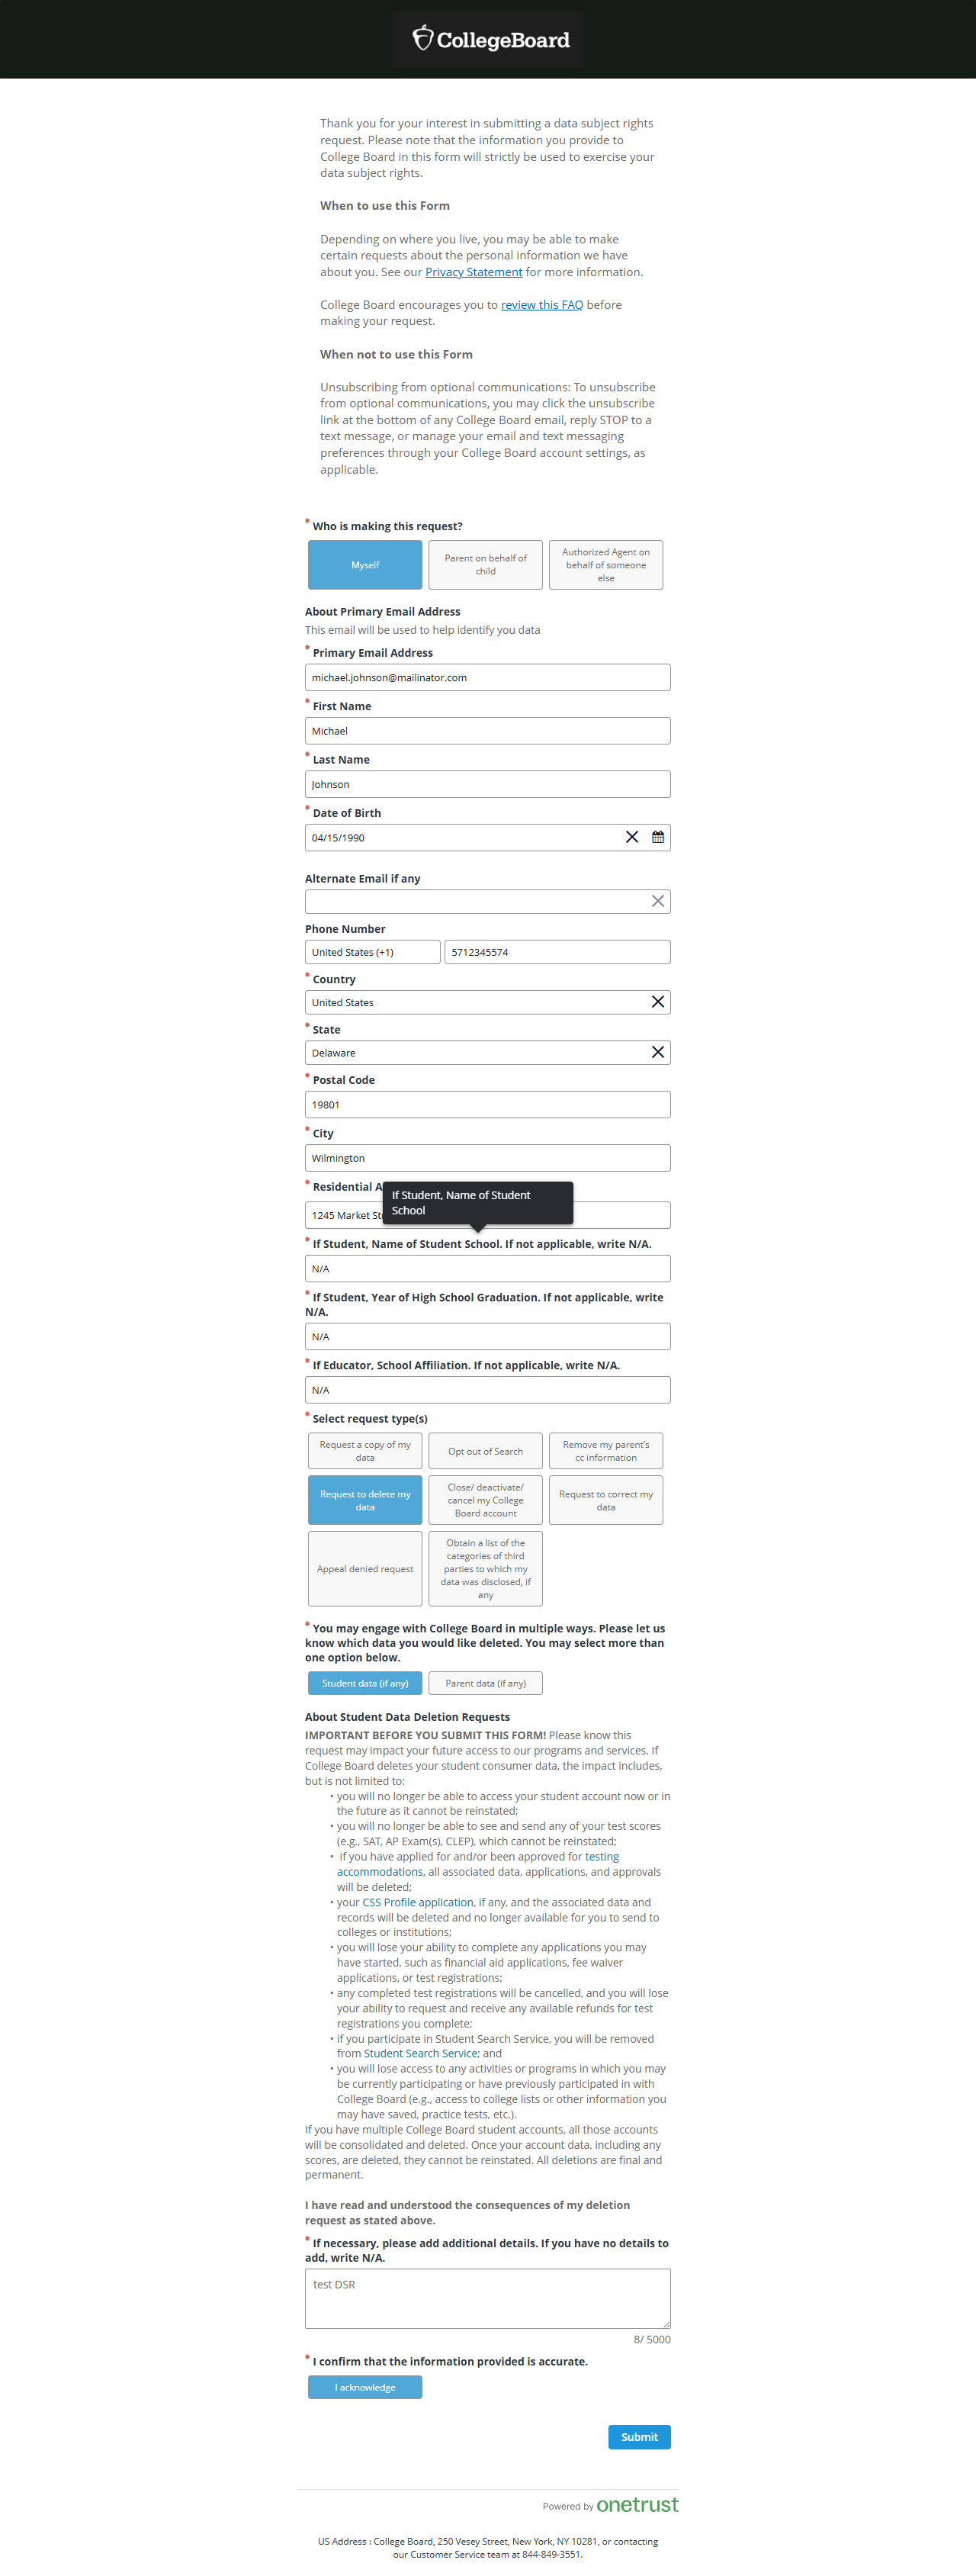 CollegeBoard
Thank you for your interest in submitting a data subject rights
request. Please note that the information you provide to
College Board in this form will strictly be used to exercise your
data subject rights.
When to use this Form
Depending on where you live, you may be able to make
certain requests about the personal information we have
about you. See our Privacy Statement for more information.
College Board encourages you to review this FAQ before
making your request.
When not to use this Form
Unsubscribing from optional communications: To unsubscribe
from optional communications, you may click the unsubscribe
link at the bottom of any College Board email, reply STOP to a
text message, or manage your email and text messaging
preferences through your College Board account settings, as
applicable.
* Who is making this request?
Myself
Parent on behalf of
child
Authorized Agent on
behalf of someone
else
About Primary Email Address
This email will be used to help identify you data
* Primary Email Address
michael.johnson@mailinator.com
* First Name
Michael
* Last Name
Johnson
* Date of Birth
04/15/1990
Alternate Email if any
Phone Number
United States (+1) 5712345574
* Country
United States
* State
Delaware
* Postal Code
19801
* City
Wilmington
* Residential A
If Student, Name of Student
School
1245 Market St
* If Student, Name of Student School. If not applicable, write N/A.
N/A
* If Student, Year of High School Graduation. If not applicable, write
N/A.
N/A
* If Educator, School Affiliation. If not applicable, write N/A.
N/A
* Select request type(s)
Request a copy of my
data
Opt out of Search
Remove my parent's
cc information
Request to delete my
data
Close/ deactivate/
cancel my College
Board account
Request to correct my
data
Appeal denied request
Obtain a list of the
categories of third
parties to which my
data was disclosed, if
any
* You may engage with College Board in multiple ways. Please let us
know which data you would like deleted. You may select more than
one option below.
Student data (if any)
Parent data (if any)
About Student Data Deletion Requests
IMPORTANT BEFORE YOU SUBMIT THIS FORM! Please know this
request may impact your future access to our programs and services. If
College Board deletes your student consumer data, the impact includes,
but is not limited to:
• you will no longer be able to access your student account now or in
the future as it cannot be reinstated;
• you will no longer be able to see and send any of your test scores
(e.g., SAT, AP Exam(s), CLEP), which cannot be reinstated;
• if you have applied for and/or been approved for testing
accommodations, all associated data, applications, and approvals
will be deleted;
• your CSS Profile application, if any, and the associated data and
records will be deleted and no longer available for you to send to
colleges or institutions;
• you will lose your ability to complete any applications you may
have started, such as financial aid applications, fee waiver
applications, or test registrations;
• any completed test registrations will be cancelled, and you will lose
your ability to request and receive any available refunds for test
registrations you complete;
• if you participate in Student Search Service, you will be removed
from Student Search Service; and
• you will lose access to any activities or programs in which you may
be currently participating or have previously participated in with
College Board (e.g., access to college lists or other information you
may have saved, practice tests, etc.).
If you have multiple College Board student accounts, all those accounts
will be consolidated and deleted. Once your account data, including any
scores, are deleted, they cannot be reinstated. All deletions are final and
permanent.
I have read and understood the consequences of my deletion
request as stated above.
* If necessary, please add additional details. If you have no details to
add, write N/A.
test DSR
8/ 5000
* I confirm that the information provided is accurate.
I acknowledge
Submit
Powered by onetrust
US Address : College Board, 250 Vesey Street, New York, NY 10281, or contacting
our Customer Service team at 844-849-3551.